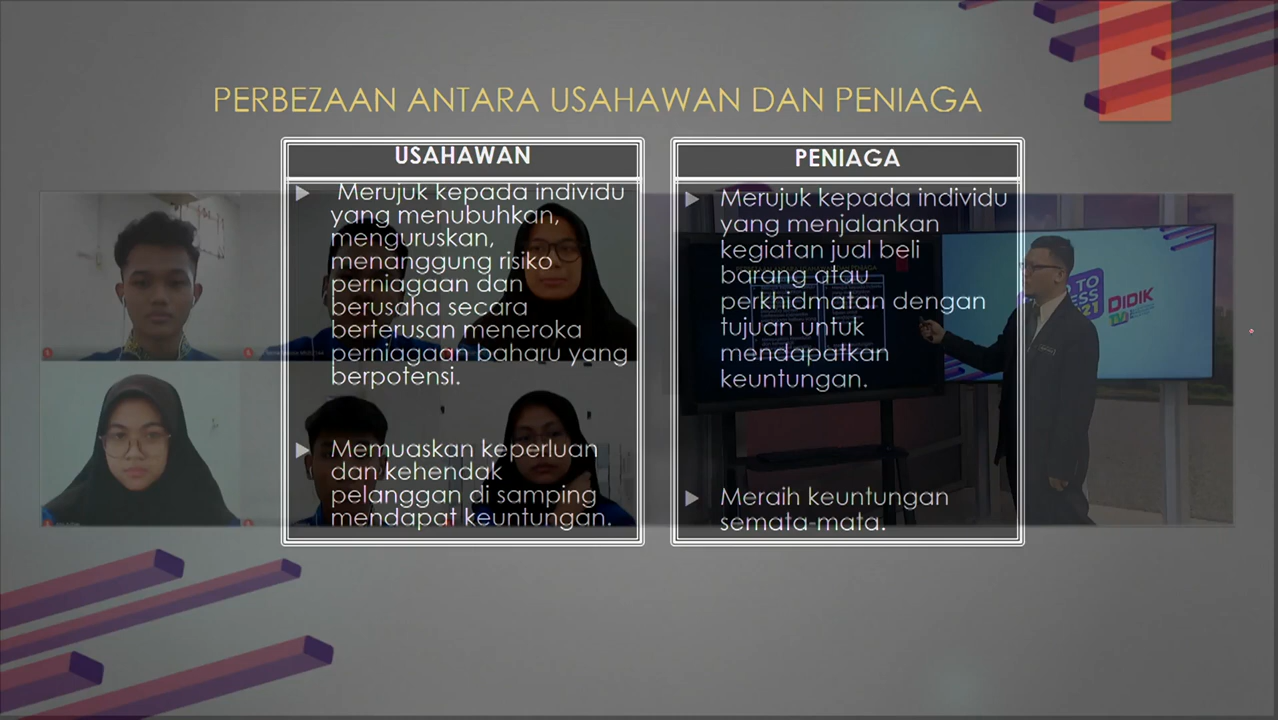 PERBEZAAN ANTARA USAHAWAN DAN PENIAGA
USAHAWAN
Merujuk kepada individu
yang menubuhkan,
menguruskan,
menanggung risiko
perniagaan dan
berusaha secara
berterusan meneroka
perniagaan baharu yang
berpotensi.
Memuaskan keperluan
dan kehendak
pelanggan di samping
mendapat keuntungan.
PENIAGA
Merujuk kepada individu
yang menjalankan
kegiatan jual beli
barang atau
perkhidmatan dengan
tujuan untuk
mendapatkan
keuntungan.
Meraih keuntungan
semata-mata.
DIDIK